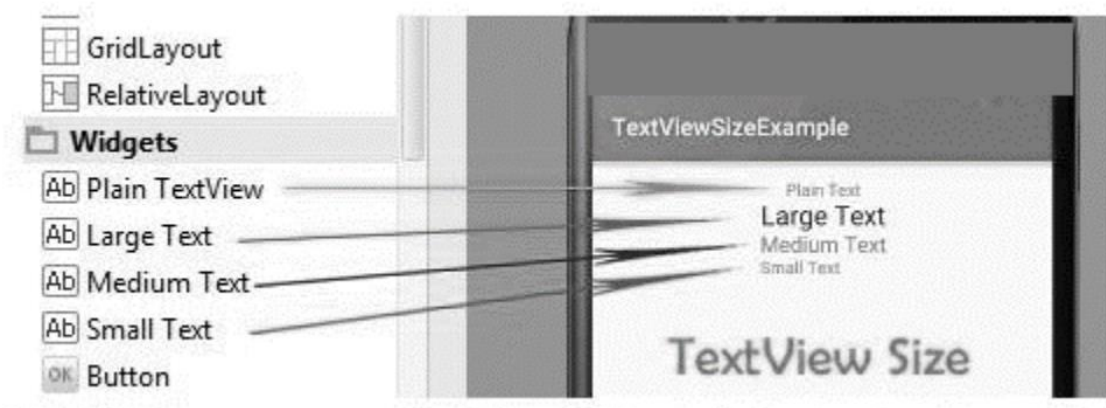 GridLayout
RelativeLayout
Widgets
Ab Plain TextView
Ab Large Text
Ab Medium Text
Ab Small Text
OK Button
TextViewSizeExample
Plain Text
Large Text
Medium Text
Small Text
TextView Size